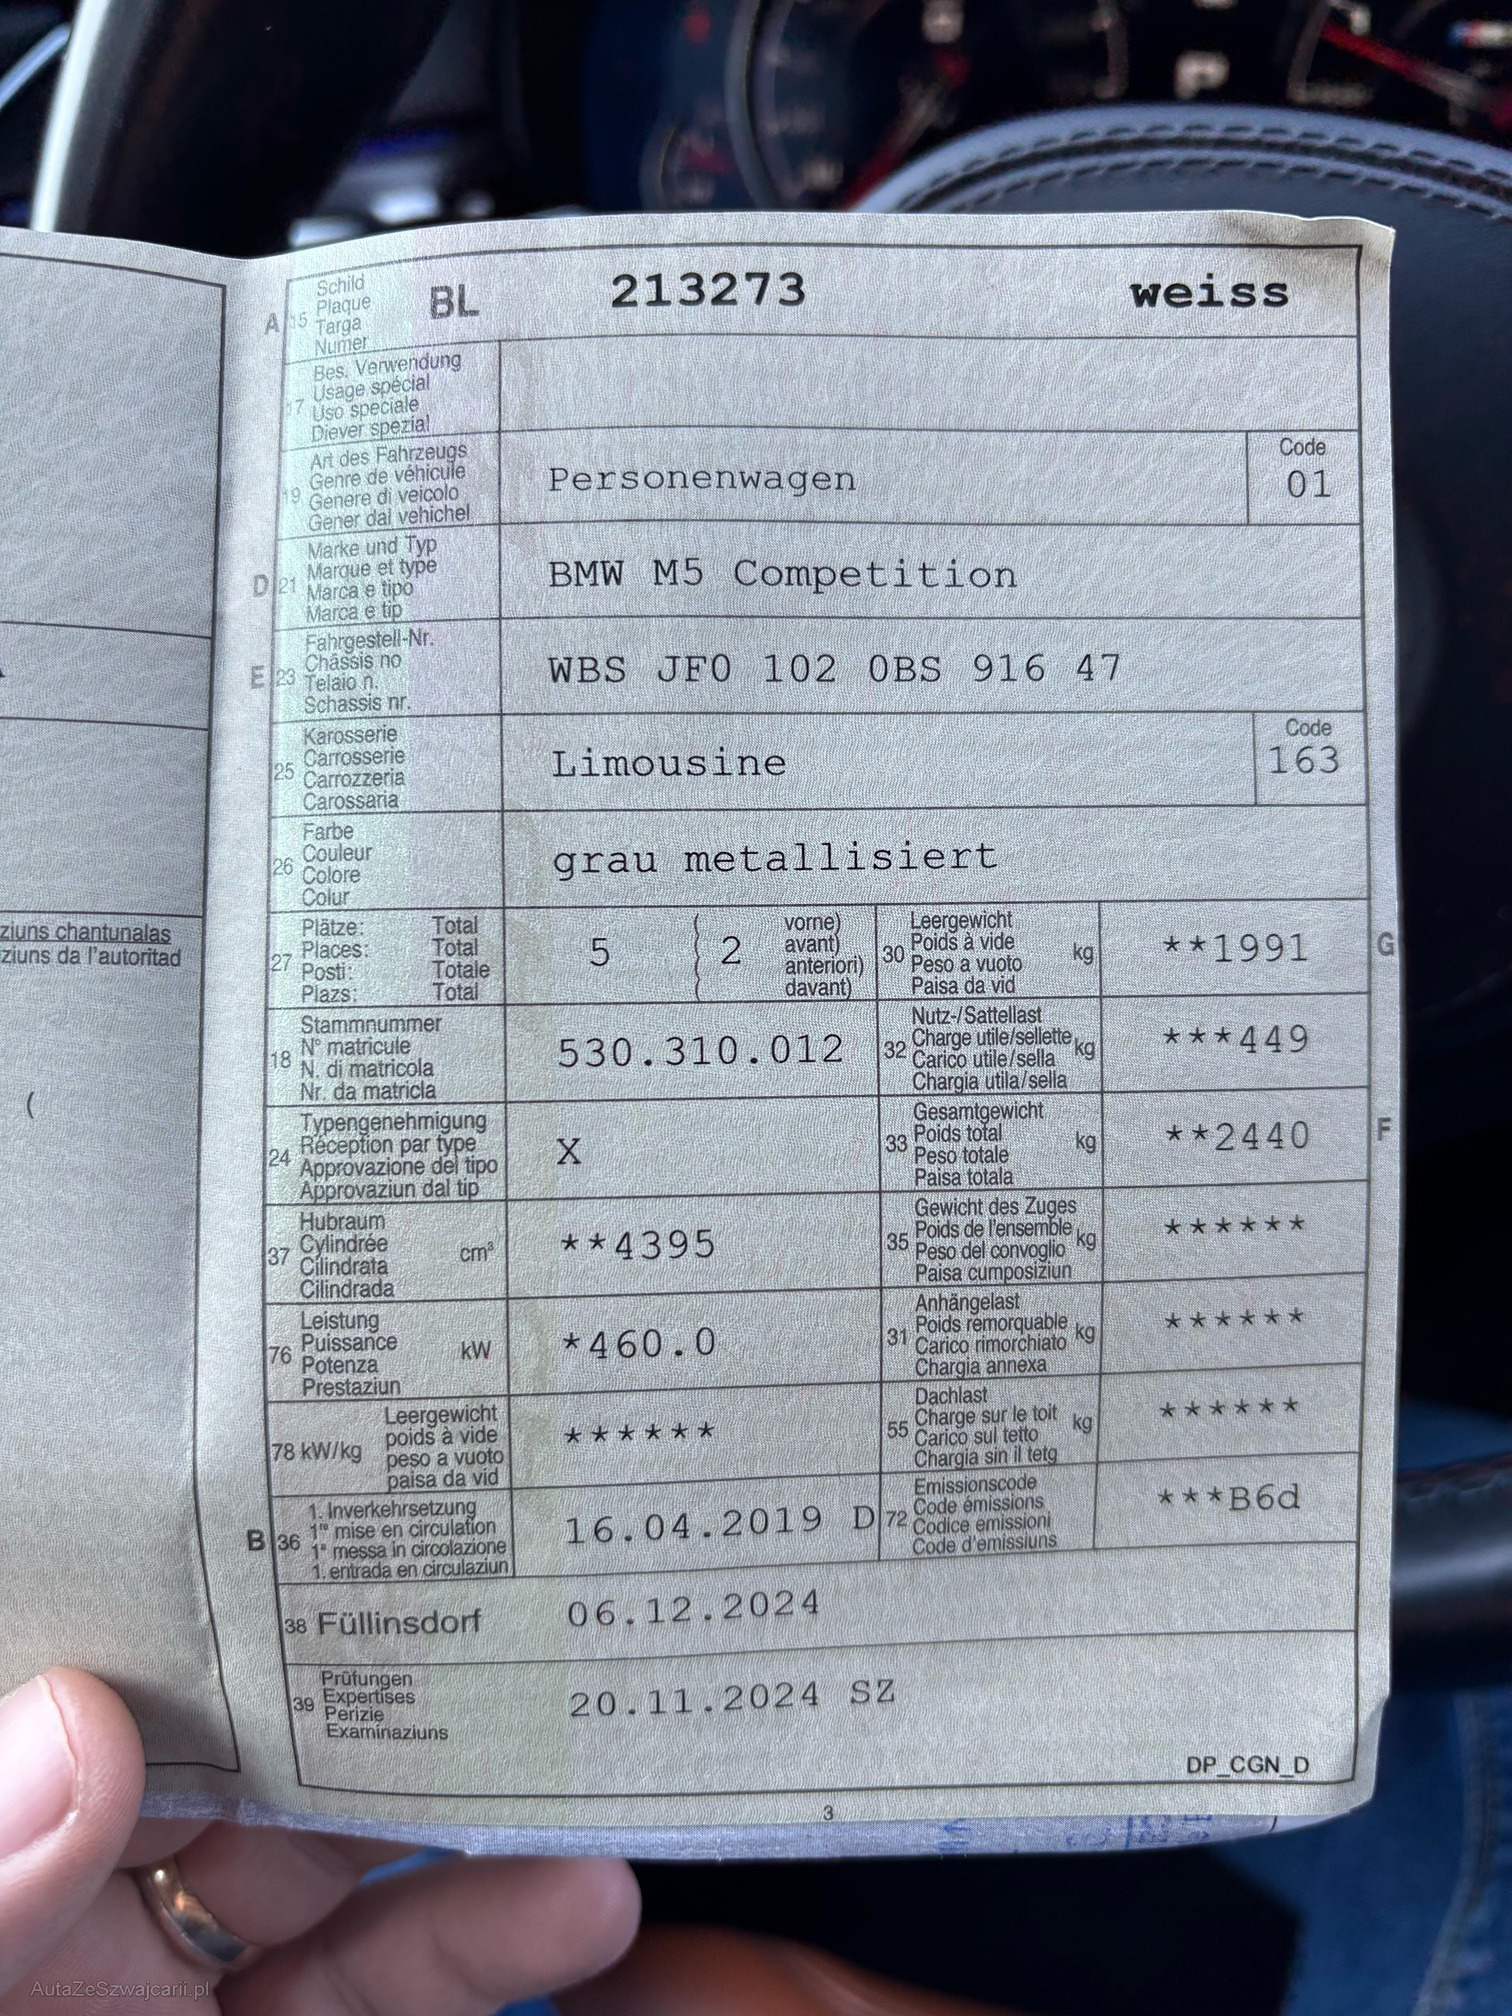 Schild
Plaque
A 15 Targa BL 213273 weiss
Numer
Bes. Verwendung
Usage spécial
17 Uso speciale
Diever spezial
Art des Fahrzeugs
Genre de véhicule
19 Genere di veicolo
Gener dal vehichel
Personenwagen
Code
01
Marke und Typ
Marque et type
D 21 Marca e tipo
Marca e tip
BMW M5 Competition
Fahrgestell-Nr.
Châssis no
E 23 Telaio n.
Schassis nr.
WBS JF0 102 0BS 916 47
Karosserie
Carrosserie
25 Carrozzeria
Carossaria
Limousine
Code
163
Farbe
Couleur
26 Colore
Colur
grau metallisiert
Plätze: Total
Places: Total
27 Posti: Totale
Plazs: Total
5 ( 2 vorne)
avant)
anteriori)
davant)
Leergewicht
30 Poids à vide kg
Peso a vuoto
Paisa da vid
**1991 G
Stammnummer
N° matricule
18 N. di matricola
Nr. da matricla
530.310.012
Nutz-/Sattellast
32 Charge utile/sellette kg
Carico utile/sella
Chargia utila/sella
***449
Typengenehmigung
Réception par type
24 Approvazione del tipo
Approvaziun dal tip
X
Gesamtgewicht
33 Poids total kg
Peso totale
Paisa totala
**2440 F
Hubraum
37 Cylindrée cm³
Cilindrata
Cilindrada
**4395
Gewicht des Zuges
35 Poids de l'ensemble kg
Peso del convoglio
Paisa cumposiziun
******
Leistung
76 Puissance kW
Potenza
Prestaziun
*460.0
Anhängelast
31 Poids remorquable kg
Carico rimorchiato
Chargia annexa
******
Leergewicht
78 kW/kg poids à vide
peso a vuoto
paisa da vid
******
Dachlast
55 Charge sur le toit kg
Carico sul tetto
Chargia sin il tetg
******
1. Inverkehrsetzung
B 36 1re mise en circulation
1a messa in circolazione
1. entrada en circulaziun
16.04.2019 D
Emissionscode
72 Code émissions
Codice emissioni
Code d'emissiuns
***B6d
38 Füllinsdorf 06.12.2024
Prüfungen
39 Expertises
Perizie
Examinaziuns
20.11.2024 SZ
DP_CGN_D
3
ziuns chantunalas
ziuns da l'autoritad
(
P
AutaZeSzwajcarii.pl